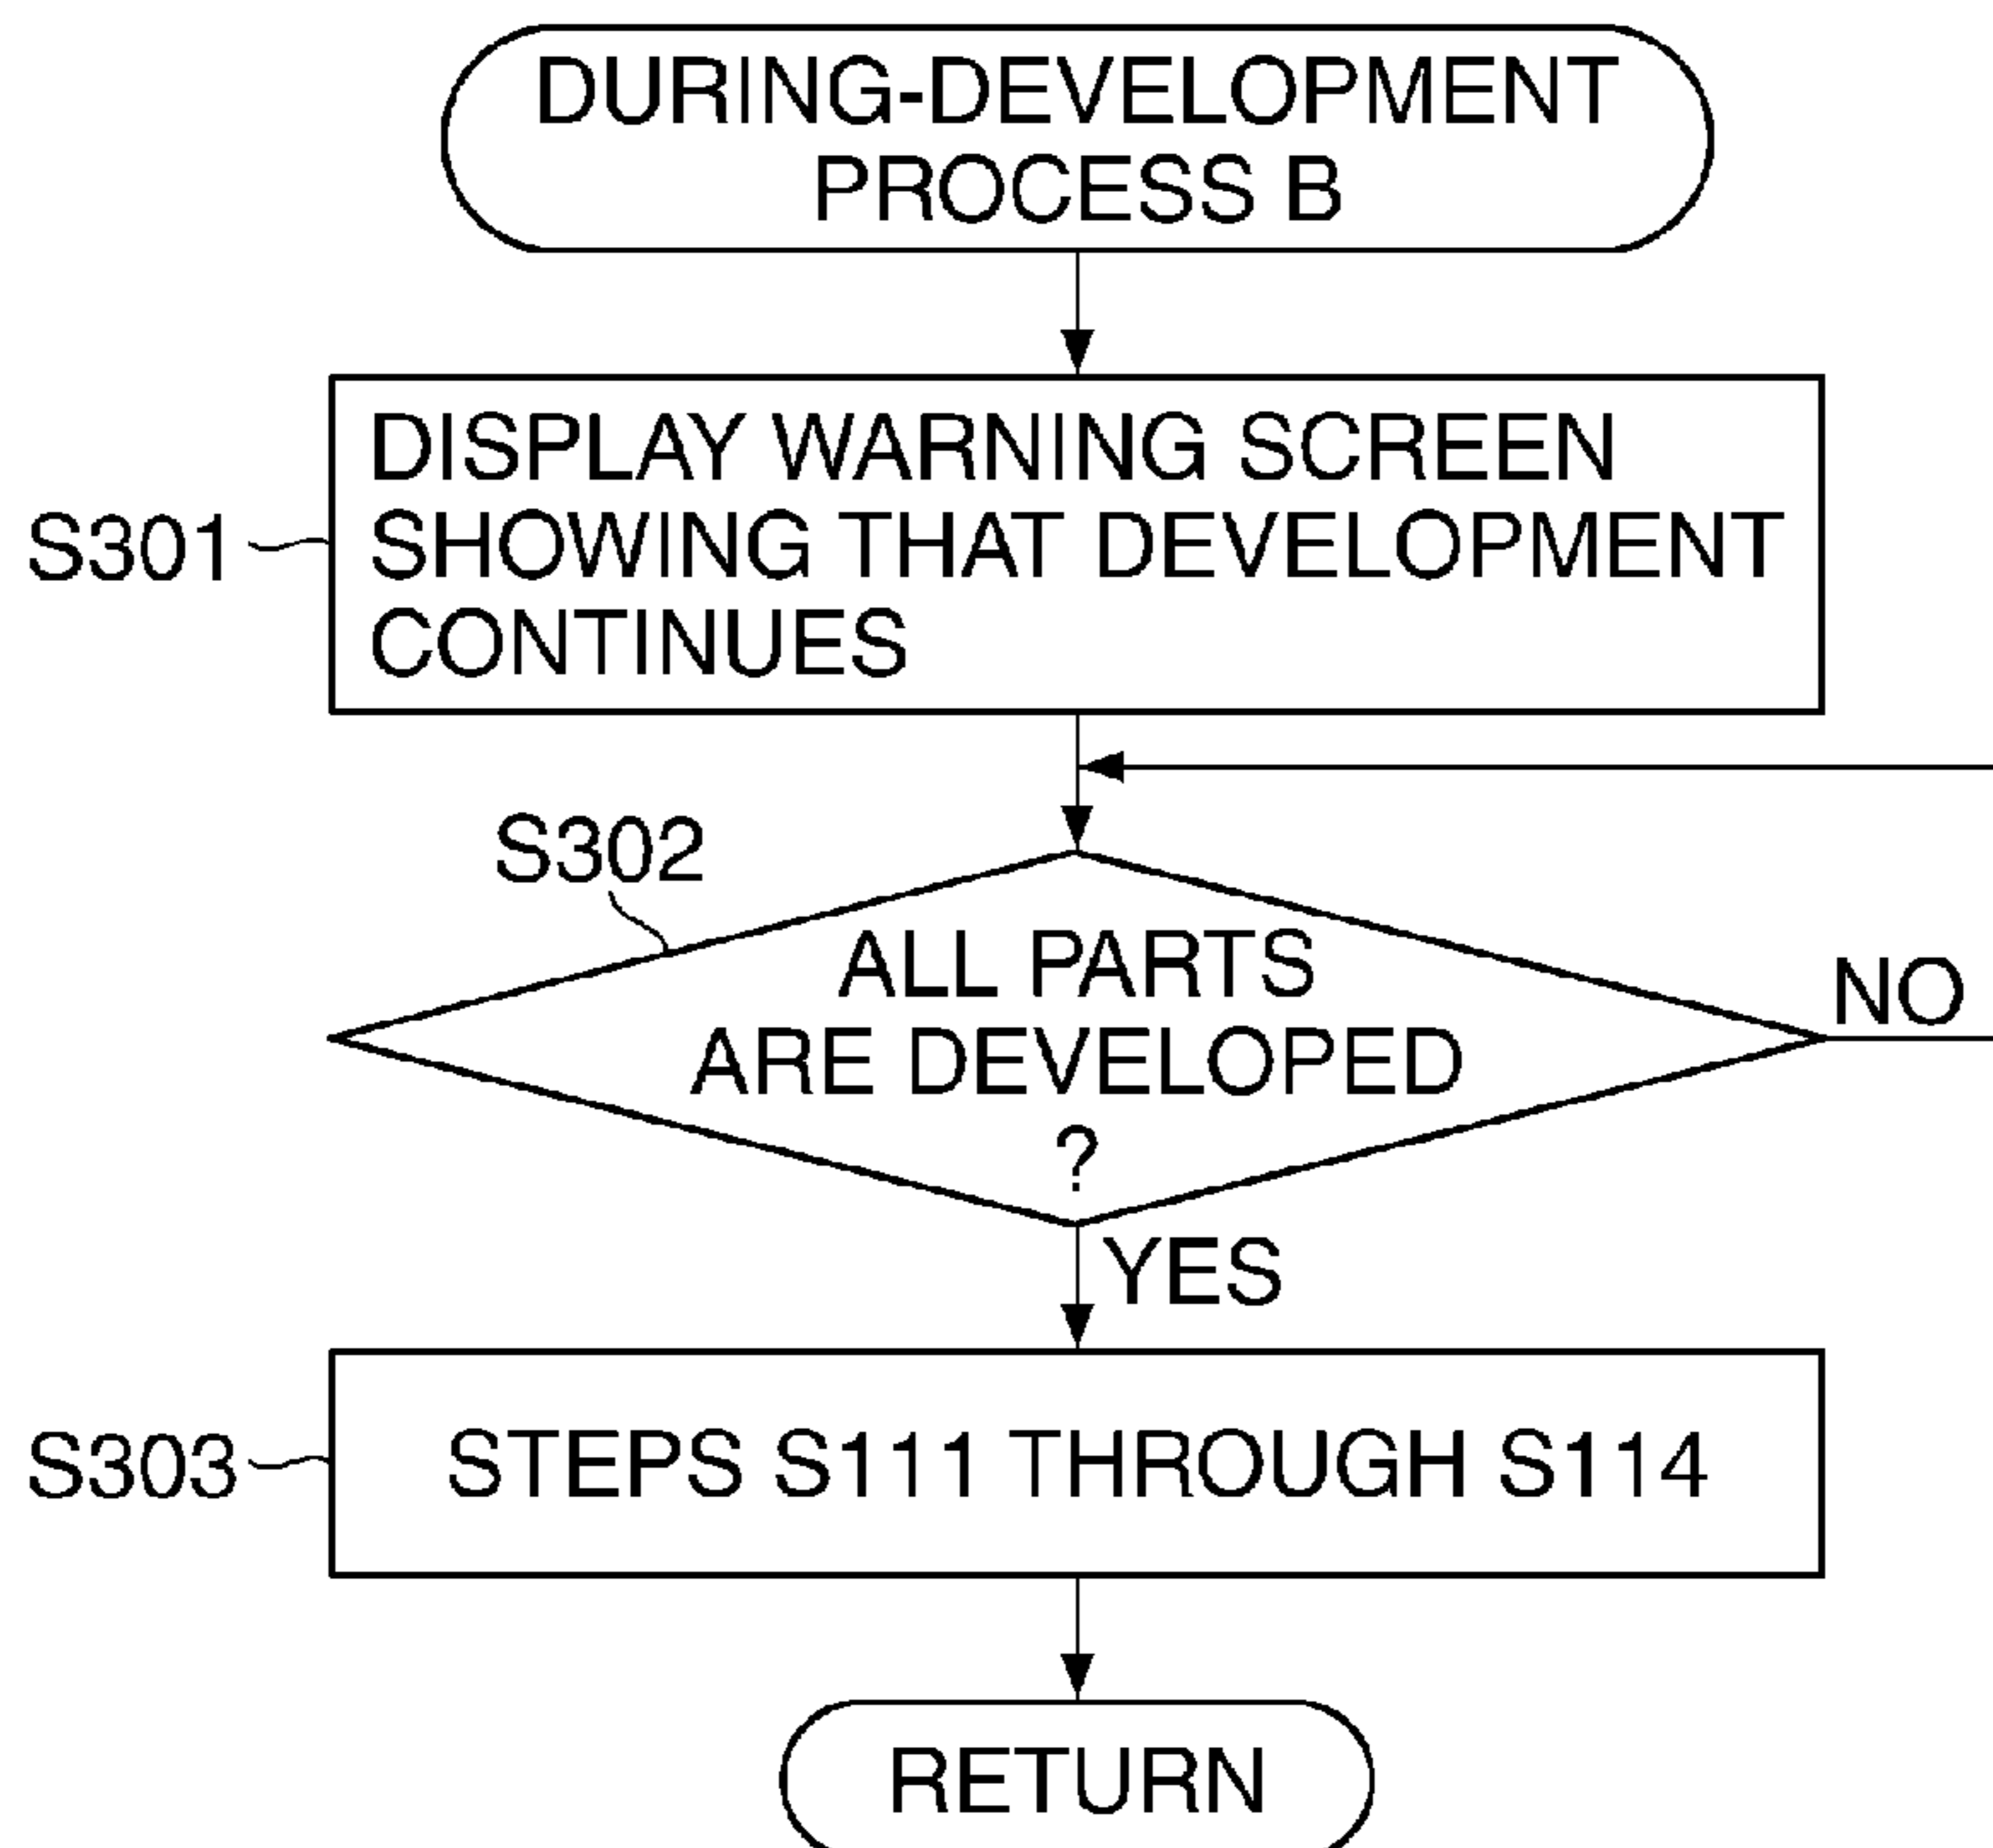 DURING-DEVELOPMENT
PROCESS B
DISPLAY WARNING SCREEN
SHOWING THAT DEVELOPMENT
CONTINUES
S301
S302
ALL PARTS
ARE DEVELOPED
?
NO
YES
S303
STEPS S111 THROUGH S114
RETURN